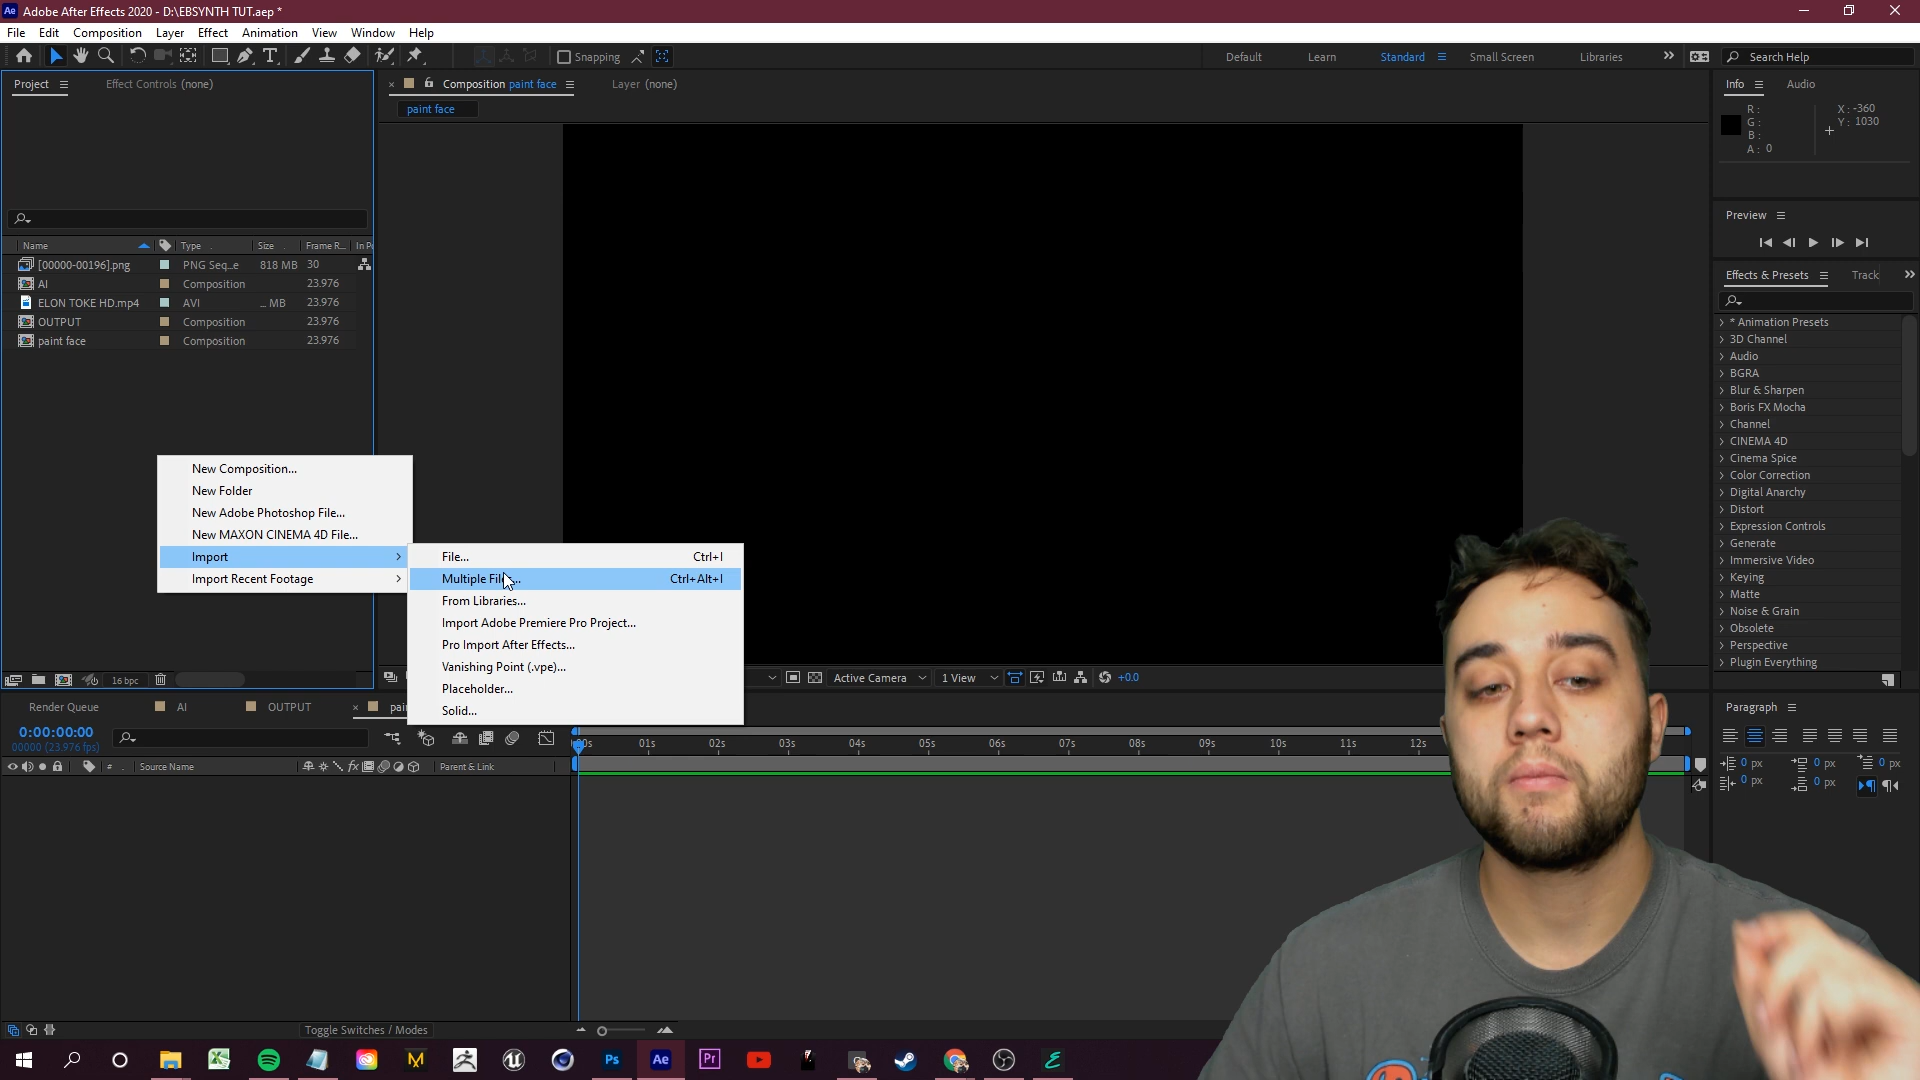 Ae Adobe After Effects 2020 - D:\EBSYNTH TUT.aep *
File Edit Composition Layer Effect Animation View Window Help
Snapping Default Learn Standard Small Screen Libraries Search Help
Project Effect Controls (none) Composition paint face Layer (none) Info Audio
paint face
R : X : -360
G : Y : 1030
B :
A : 0
Preview
Name Type Size Frame R... In P
[00000-00196].png PNG Seq...e 818 MB 30
AI Composition 23.976
ELON TOKE HD.mp4 AVI ... MB 23.976
OUTPUT Composition 23.976
paint face Composition 23.976
Effects & Presets Track
* Animation Presets
3D Channel
Audio
BGRA
Blur & Sharpen
Boris FX Mocha
Channel
CINEMA 4D
Cinema Spice
Color Correction
Digital Anarchy
Distort
Expression Controls
Generate
Immersive Video
Keying
Matte
Noise & Grain
Obsolete
Perspective
Plugin Everything
New Composition...
New Folder
New Adobe Photoshop File...
New MAXON CINEMA 4D File...
Import
Import Recent Footage
File... Ctrl+I
Multiple Fil ... Ctrl+Alt+I
From Libraries...
Import Adobe Premiere Pro Project...
Pro Import After Effects...
Vanishing Point (.vpe)...
Placeholder...
Solid...
16 bpc Active Camera 1 View +0.0
Render Queue AI OUTPUT pai
Paragraph
0:00:00:00
00000 (23.976 fps)
00s 01s 02s 03s 04s 05s 06s 07s 08s 09s 10s 11s 12s
# Source Name fx Parent & Link
0 px 0 px 0 px
0 px 0 px
Toggle Switches / Modes
Ps Ae Pr